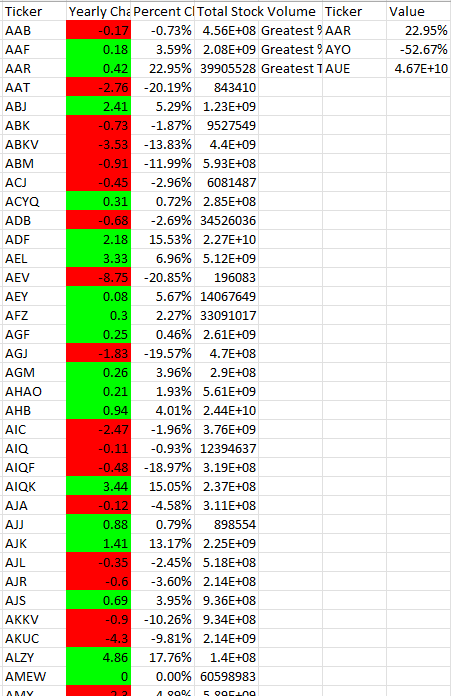 Ticker Yearly Cha Percent Cl Total Stock Volume Ticker Value
AAB -0.17 -0.73% 4.56E+08 Greatest % AAR 22.95%
AAF 0.18 3.59% 2.08E+09 Greatest % AYO -52.67%
AAR 0.42 22.95% 39905528 Greatest T AUE 4.67E+10
AAT -2.76 -20.19% 843410
ABJ 2.41 5.29% 1.23E+09
ABK -0.73 -1.87% 9527549
ABKV -3.53 -13.83% 4.4E+09
ABM -0.91 -11.99% 5.93E+08
ACJ -0.45 -2.96% 6081487
ACYQ 0.31 0.72% 2.85E+08
ADB -0.68 -2.69% 34526036
ADF 2.18 15.53% 2.27E+10
AEL 3.33 6.96% 5.12E+09
AEV -8.75 -20.85% 196083
AEY 0.08 5.67% 14067649
AFZ 0.3 2.27% 33091017
AGF 0.25 0.46% 2.61E+09
AGJ -1.83 -19.57% 4.7E+08
AGM 0.26 3.96% 2.9E+08
AHAO 0.21 1.93% 5.61E+09
AHB 0.94 4.01% 2.44E+10
AIC -2.47 -1.96% 3.76E+09
AIQ -0.11 -0.93% 12394637
AIQF -0.48 -18.97% 3.19E+08
AIQK 3.44 15.05% 2.37E+08
AJA -0.12 -4.58% 3.11E+08
AJJ 0.88 0.79% 898554
AJK 1.41 13.17% 2.25E+09
AJL -0.35 -2.45% 5.18E+08
AJR -0.6 -3.60% 2.14E+08
AJS 0.69 3.95% 9.36E+08
AKKV -0.9 -10.26% 9.34E+08
AKUC -4.3 -9.81% 2.14E+09
ALZY 4.86 17.76% 1.4E+08
AMEW 0 0.00% 60598983